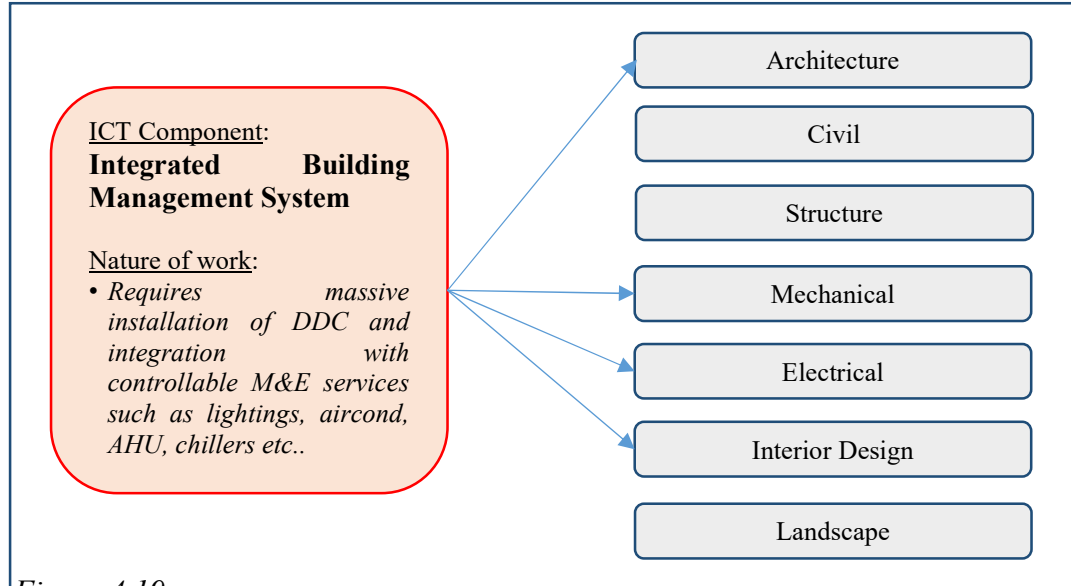 ICT Component:
Integrated Building
Management System
Nature of work:
• Requires massive
installation of DDC and
integration with
controllable M&E services
such as lightings, aircond,
AHU, chillers etc..
Architecture
Civil
Structure
Mechanical
Electrical
Interior Design
Landscape